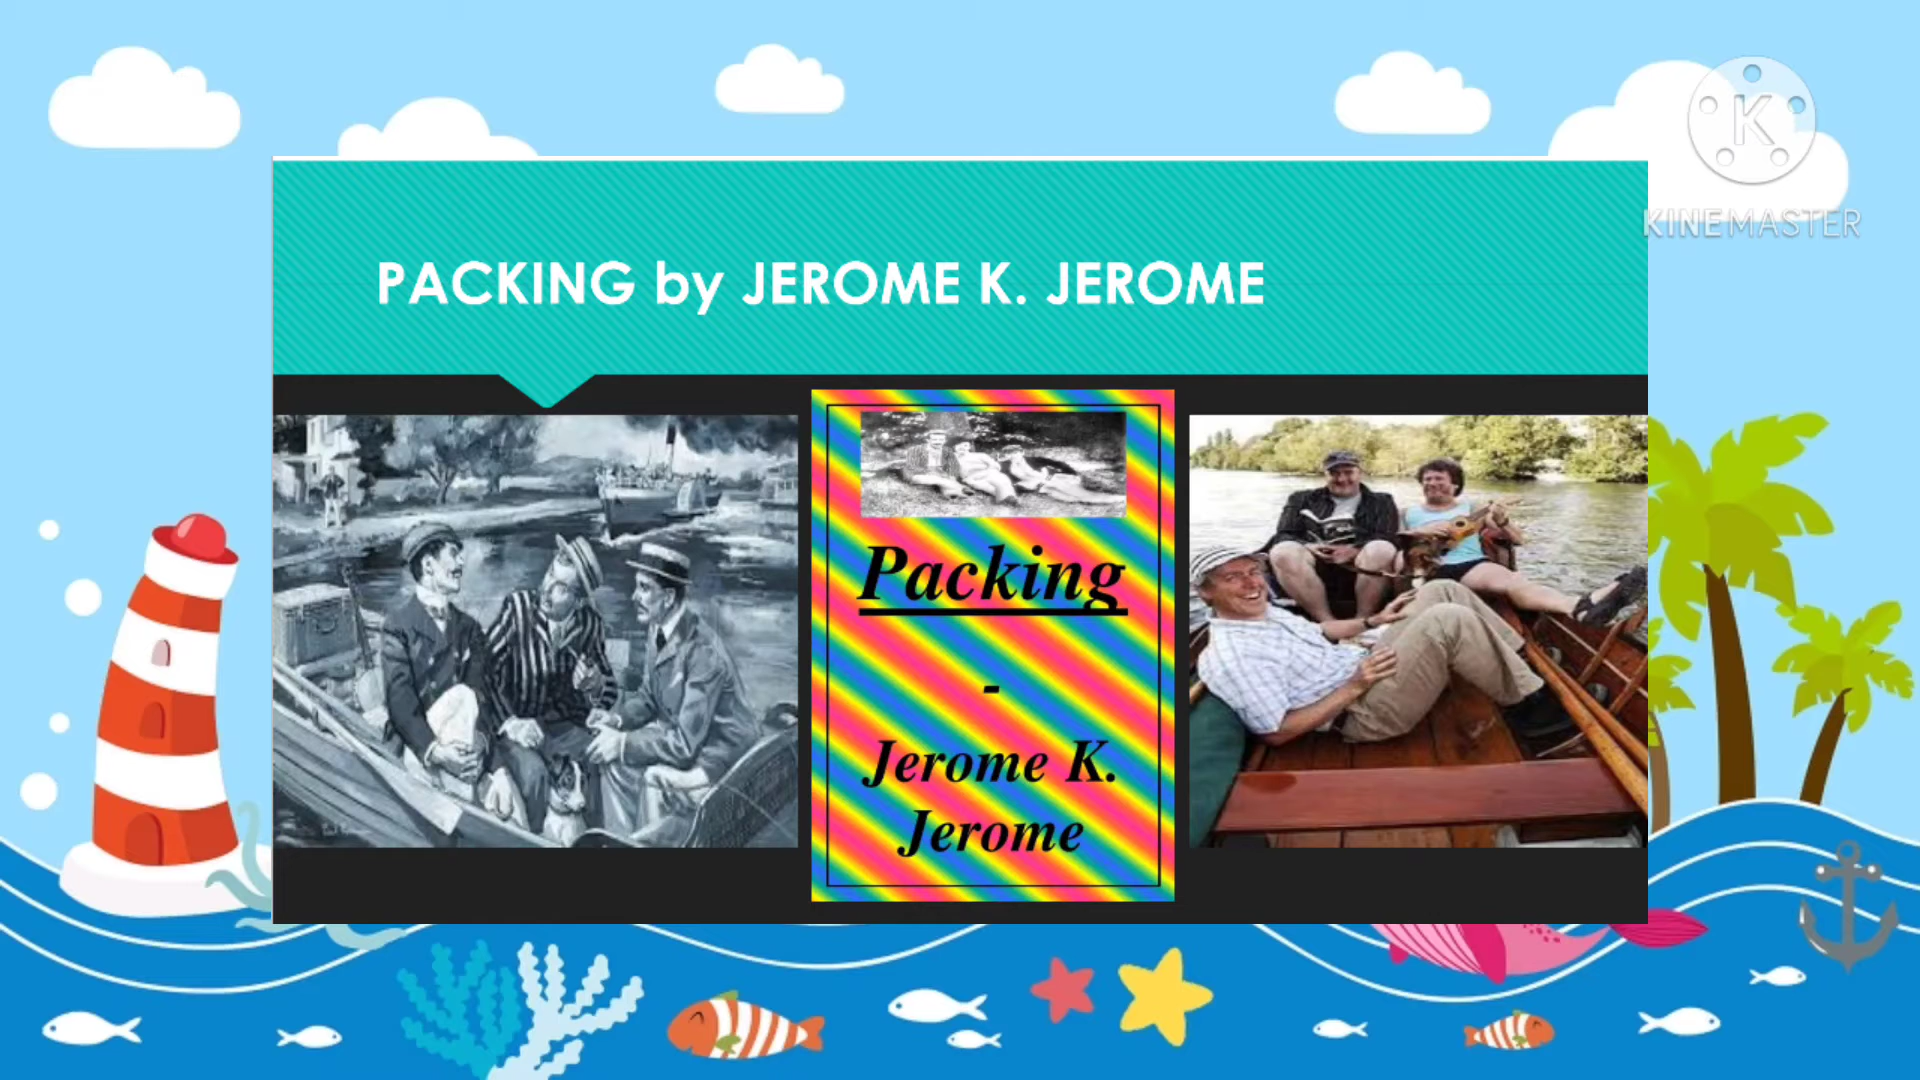 K
KINEMASTER
PACKING by JEROME K. JEROME
Packing
-
Jerome K.
Jerome